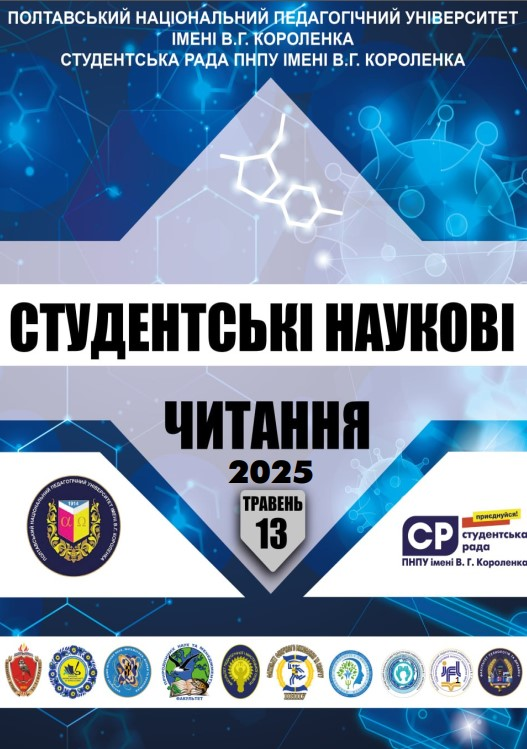 ПОЛТАВСЬКИЙ НАЦІОНАЛЬНИЙ ПЕДАГОГІЧНИЙ УНІВЕРСИТЕТ
ІМЕНІ В.Г. КОРОЛЕНКА
СТУДЕНТСЬКА РАДА ПНПУ ІМЕНІ В.Г. КОРОЛЕНКА
СТУДЕНТСЬКІ НАУКОВІ
ЧИТАННЯ
2025
ТРАВЕНЬ
13
ПОЛТАВСЬКИЙ НАЦІОНАЛЬНИЙ ПЕДАГОГІЧНИЙ УНІВЕРСИТЕТ ІМЕНІ В.Г. КОРОЛЕНКА
1914
α Ω
приєднуйся!
СР студентська
рада
ПНПУ імені В. Г. Короленка